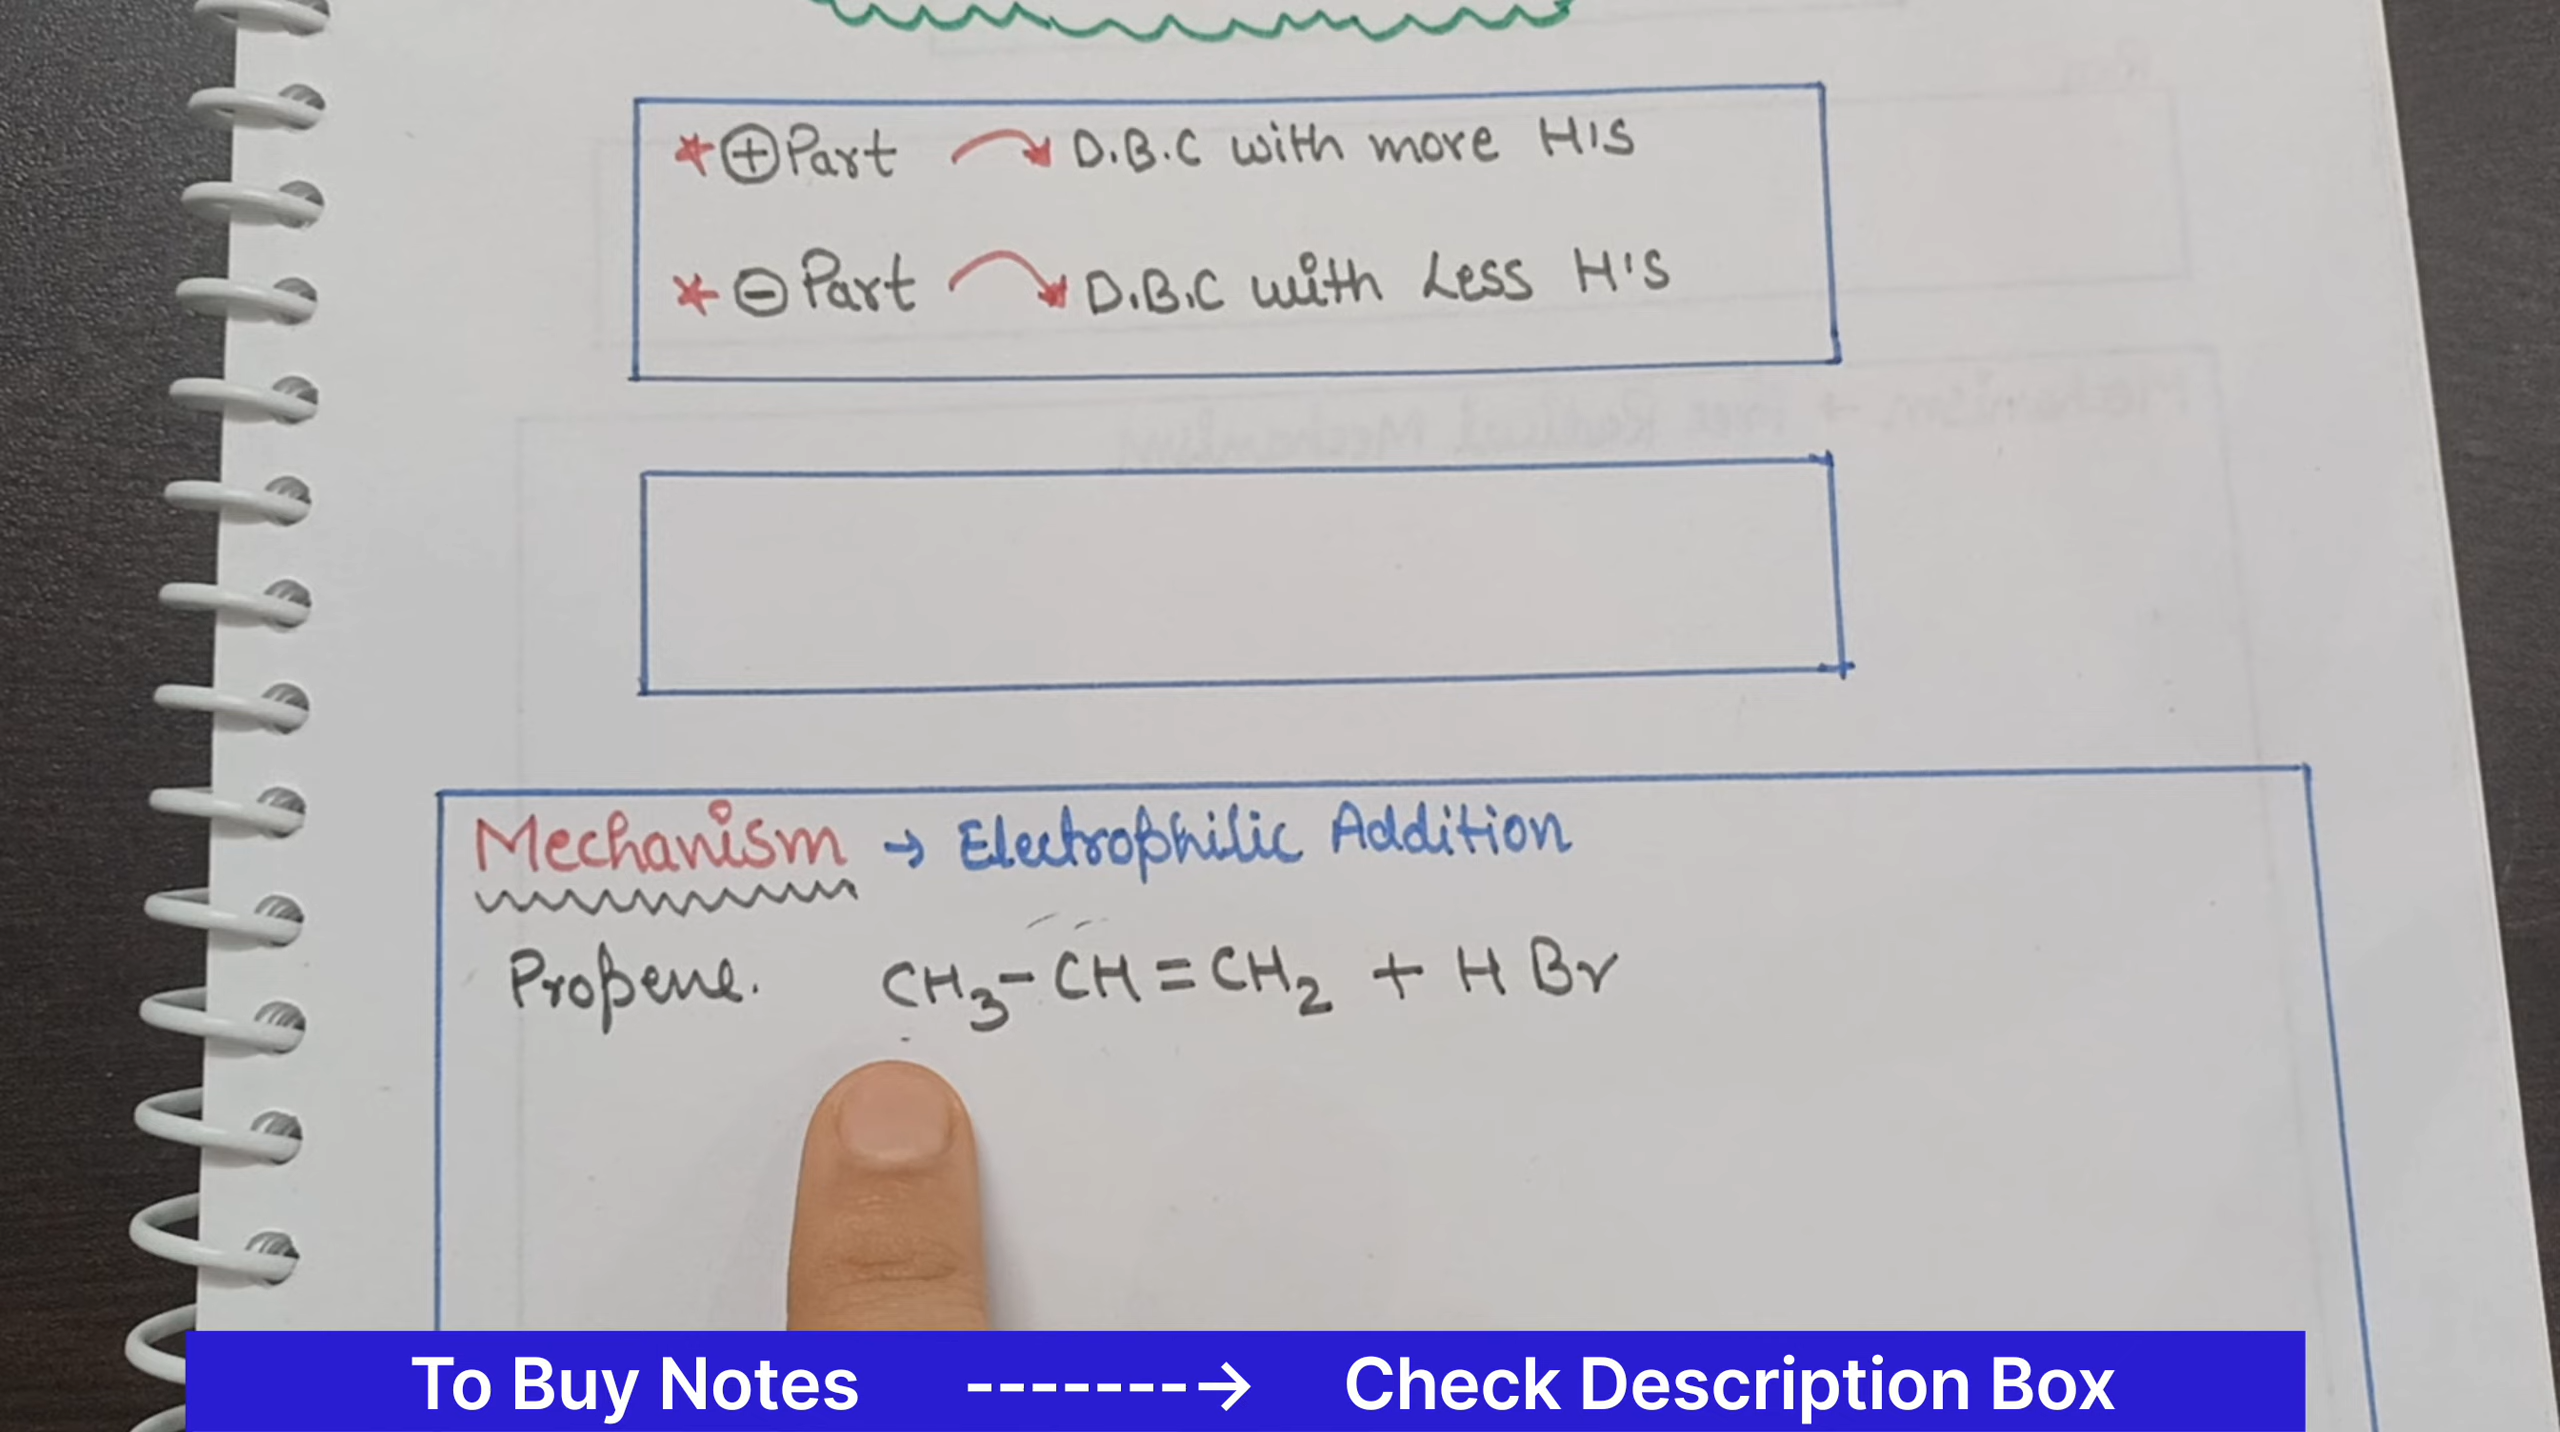 * ⊕ Part → D.B.C with more H's
* ⊖ Part → D.B.C with Less H's
Mechanism → Electrophilic Addition
Propene. CH₃-CH=CH₂ + H Br
To Buy Notes -------→ Check Description Box